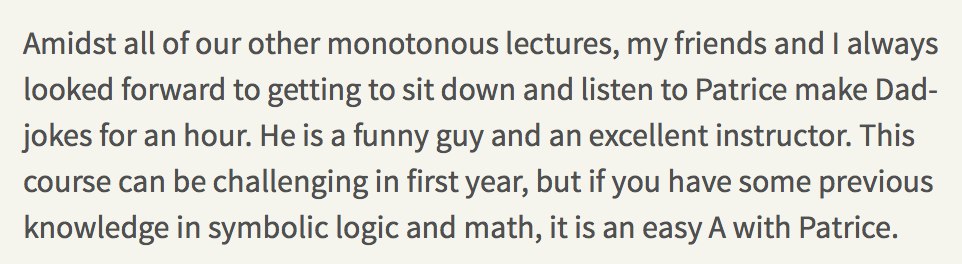 Amidst all of our other monotonous lectures, my friends and I always
looked forward to getting to sit down and listen to Patrice make Dad-
jokes for an hour. He is a funny guy and an excellent instructor. This
course can be challenging in first year, but if you have some previous
knowledge in symbolic logic and math, it is an easy A with Patrice.